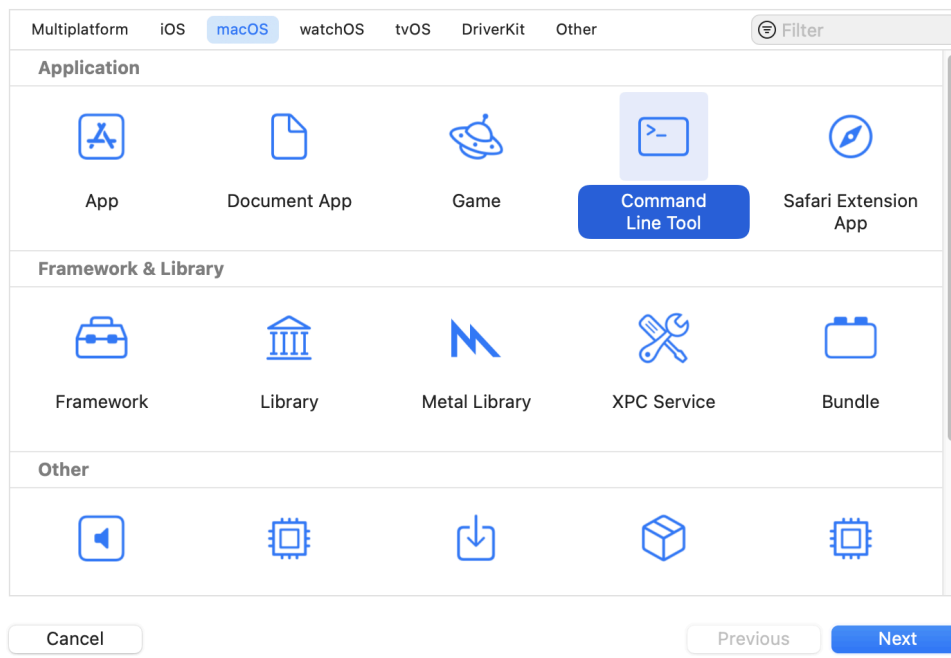 Multiplatform iOS macOS watchOS tvOS DriverKit Other Filter
Application
App Document App Game Command Line Tool Safari Extension App
Framework & Library
Framework Library Metal Library XPC Service Bundle
Other
Cancel Previous Next